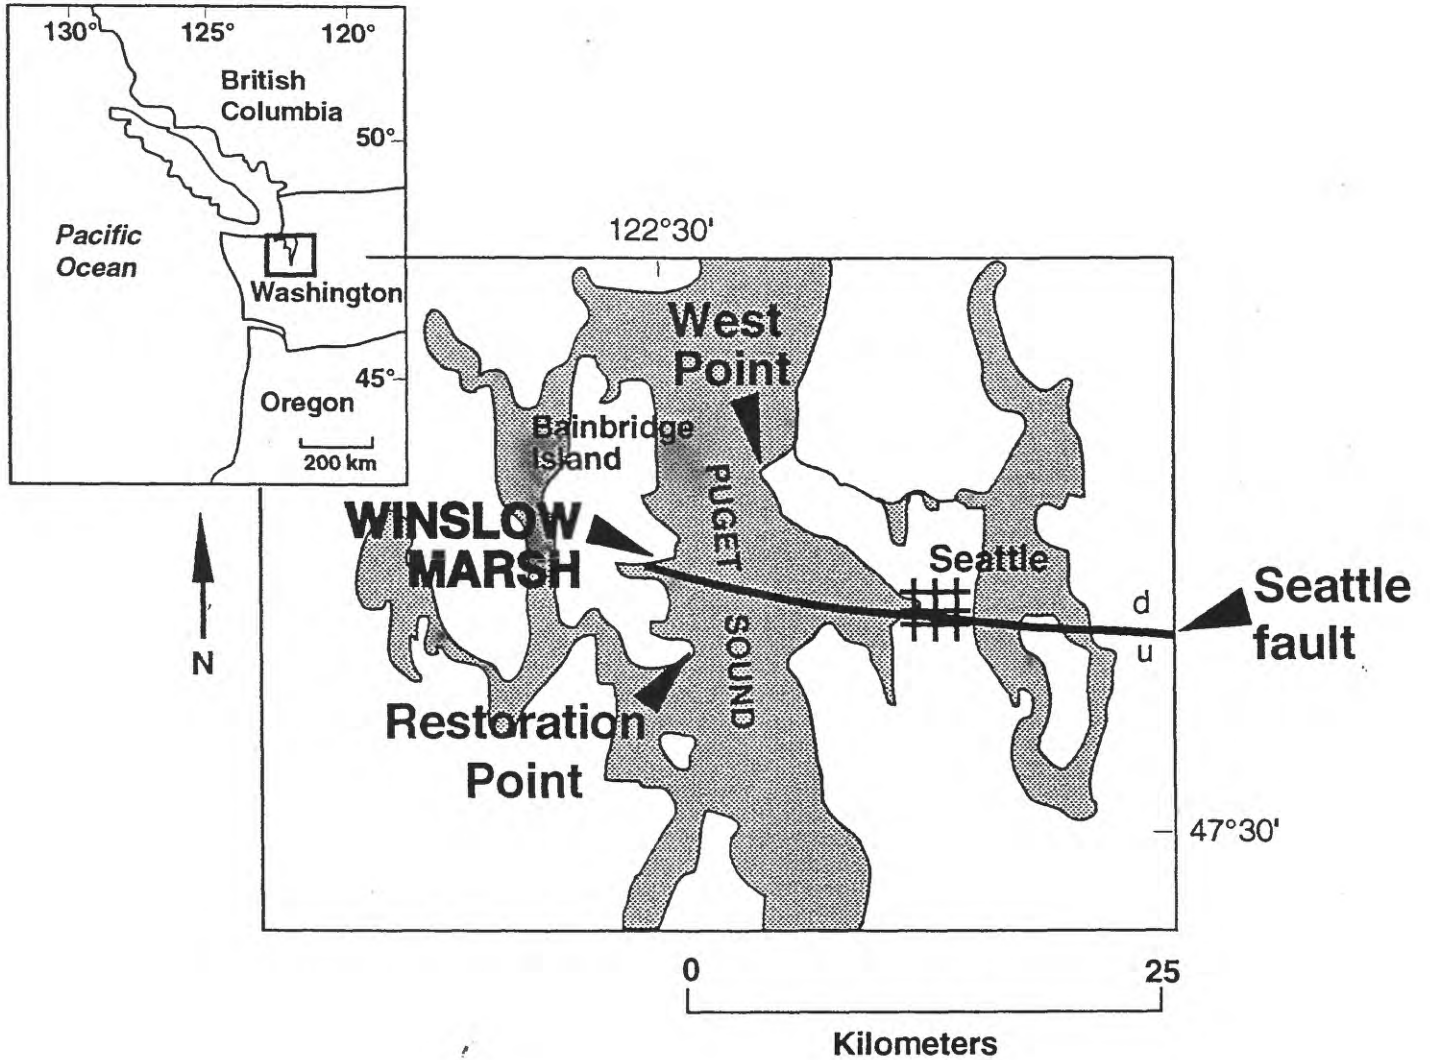 130°
125°
120°
British
Columbia
50°
Pacific
Ocean
Washington
45°
Oregon
200 km
122°30'
West
Point
Bainbridge
Island
PUGET
SOUND
WINSLOW
MARSH
Seattle
d
u
Seattle
fault
N
Restoration
Point
47°30'
0
25
Kilometers